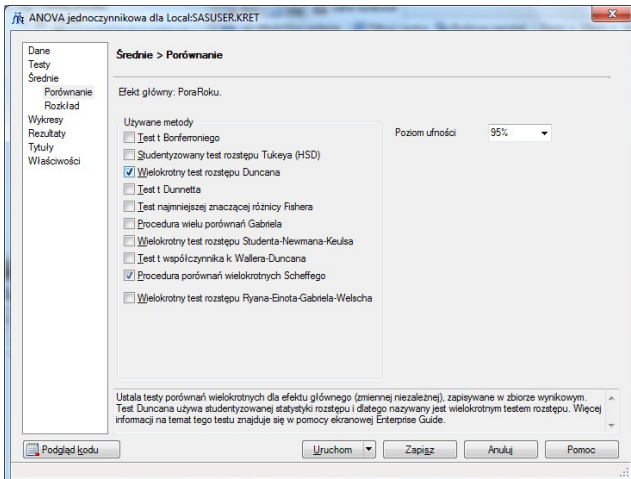 ANOVA jednoczynnikowa dla Local:SASUSER.KRET
Dane
Testy
Średnie
Porównanie
Rozkład
Wykresy
Rezultaty
Tytuły
Właściwości
Średnie > Porównanie
Efekt główny: PoraRoku.
Używane metody
Test t Bonferroniego
Studentyzowany test rozstępu Tukeya (HSD)
Wielokrotny test rozstępu Duncana
Test t Dunnetta
Test najmniejszej znaczącej różnicy Fishera
Procedura wielu porównań Gabriela
Wielokrotny test rozstępu Studenta-Newmana-Keulsa
Test t współczynnika k Wallera-Duncana
Procedura porównań wielokrotnych Scheffego
Wielokrotny test rozstępu Ryana-Einota-Gabriela-Welscha
Poziom ufności 95%
Ustala testy porównań wielokrotnych dla efektu głównego (zmiennej niezależnej), zapisywane w zbiorze wynikowym.
Test Duncana używa studentyzowanej statystyki rozstępu i dlatego nazywany jest wielokrotnym testem rozstępu. Więcej
informacji na temat tego testu znajduje się w pomocy ekranowej Enterprise Guide.
Podgląd kodu Uruchom Zapisz Anuluj Pomoc